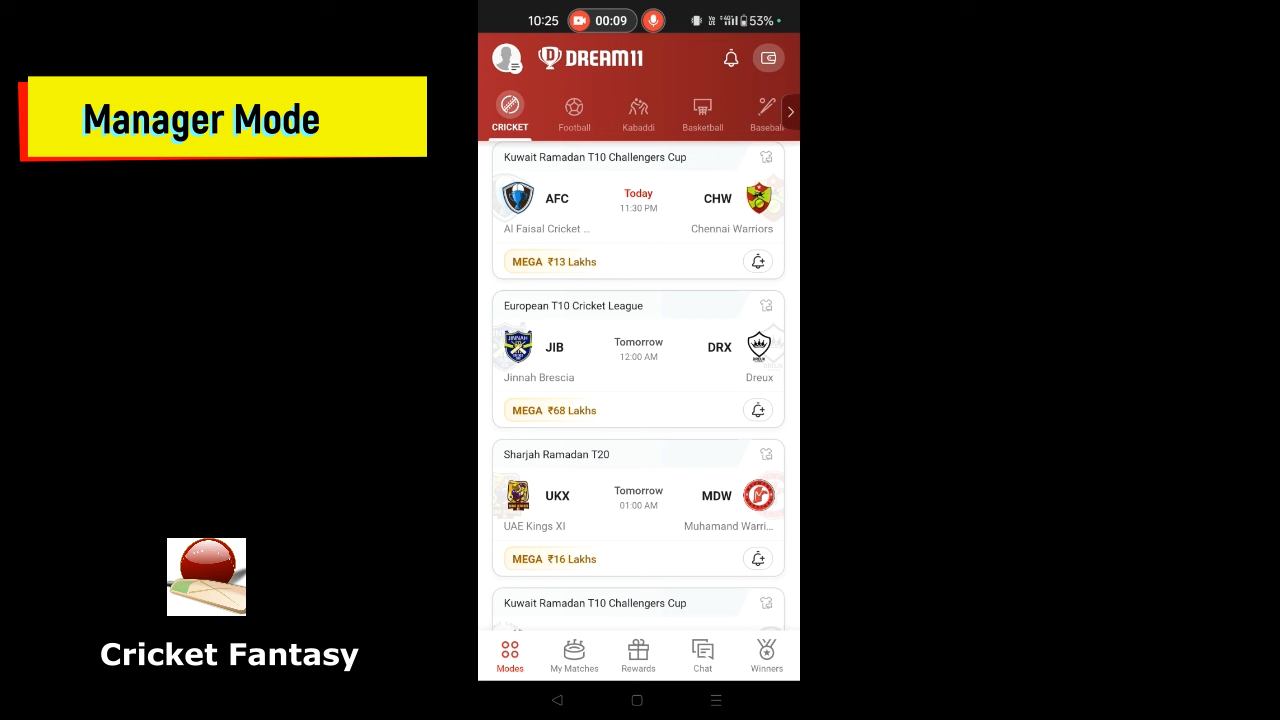 Manager Mode
Cricket Fantasy
10:25 00:09 53%
DREAM11
CRICKET Football Kabaddi Basketball Baseball
Kuwait Ramadan T10 Challengers Cup
AFC Today CHW
11:30 PM
Al Faisal Cricket ... Chennai Warriors
MEGA ₹13 Lakhs
European T10 Cricket League
JIB Tomorrow DRX
12:00 AM
Jinnah Brescia Dreux
MEGA ₹68 Lakhs
Sharjah Ramadan T20
UKX Tomorrow MDW
01:00 AM
UAE Kings XI Muhamand Warri...
MEGA ₹16 Lakhs
Kuwait Ramadan T10 Challengers Cup
Modes My Matches Rewards Chat Winners